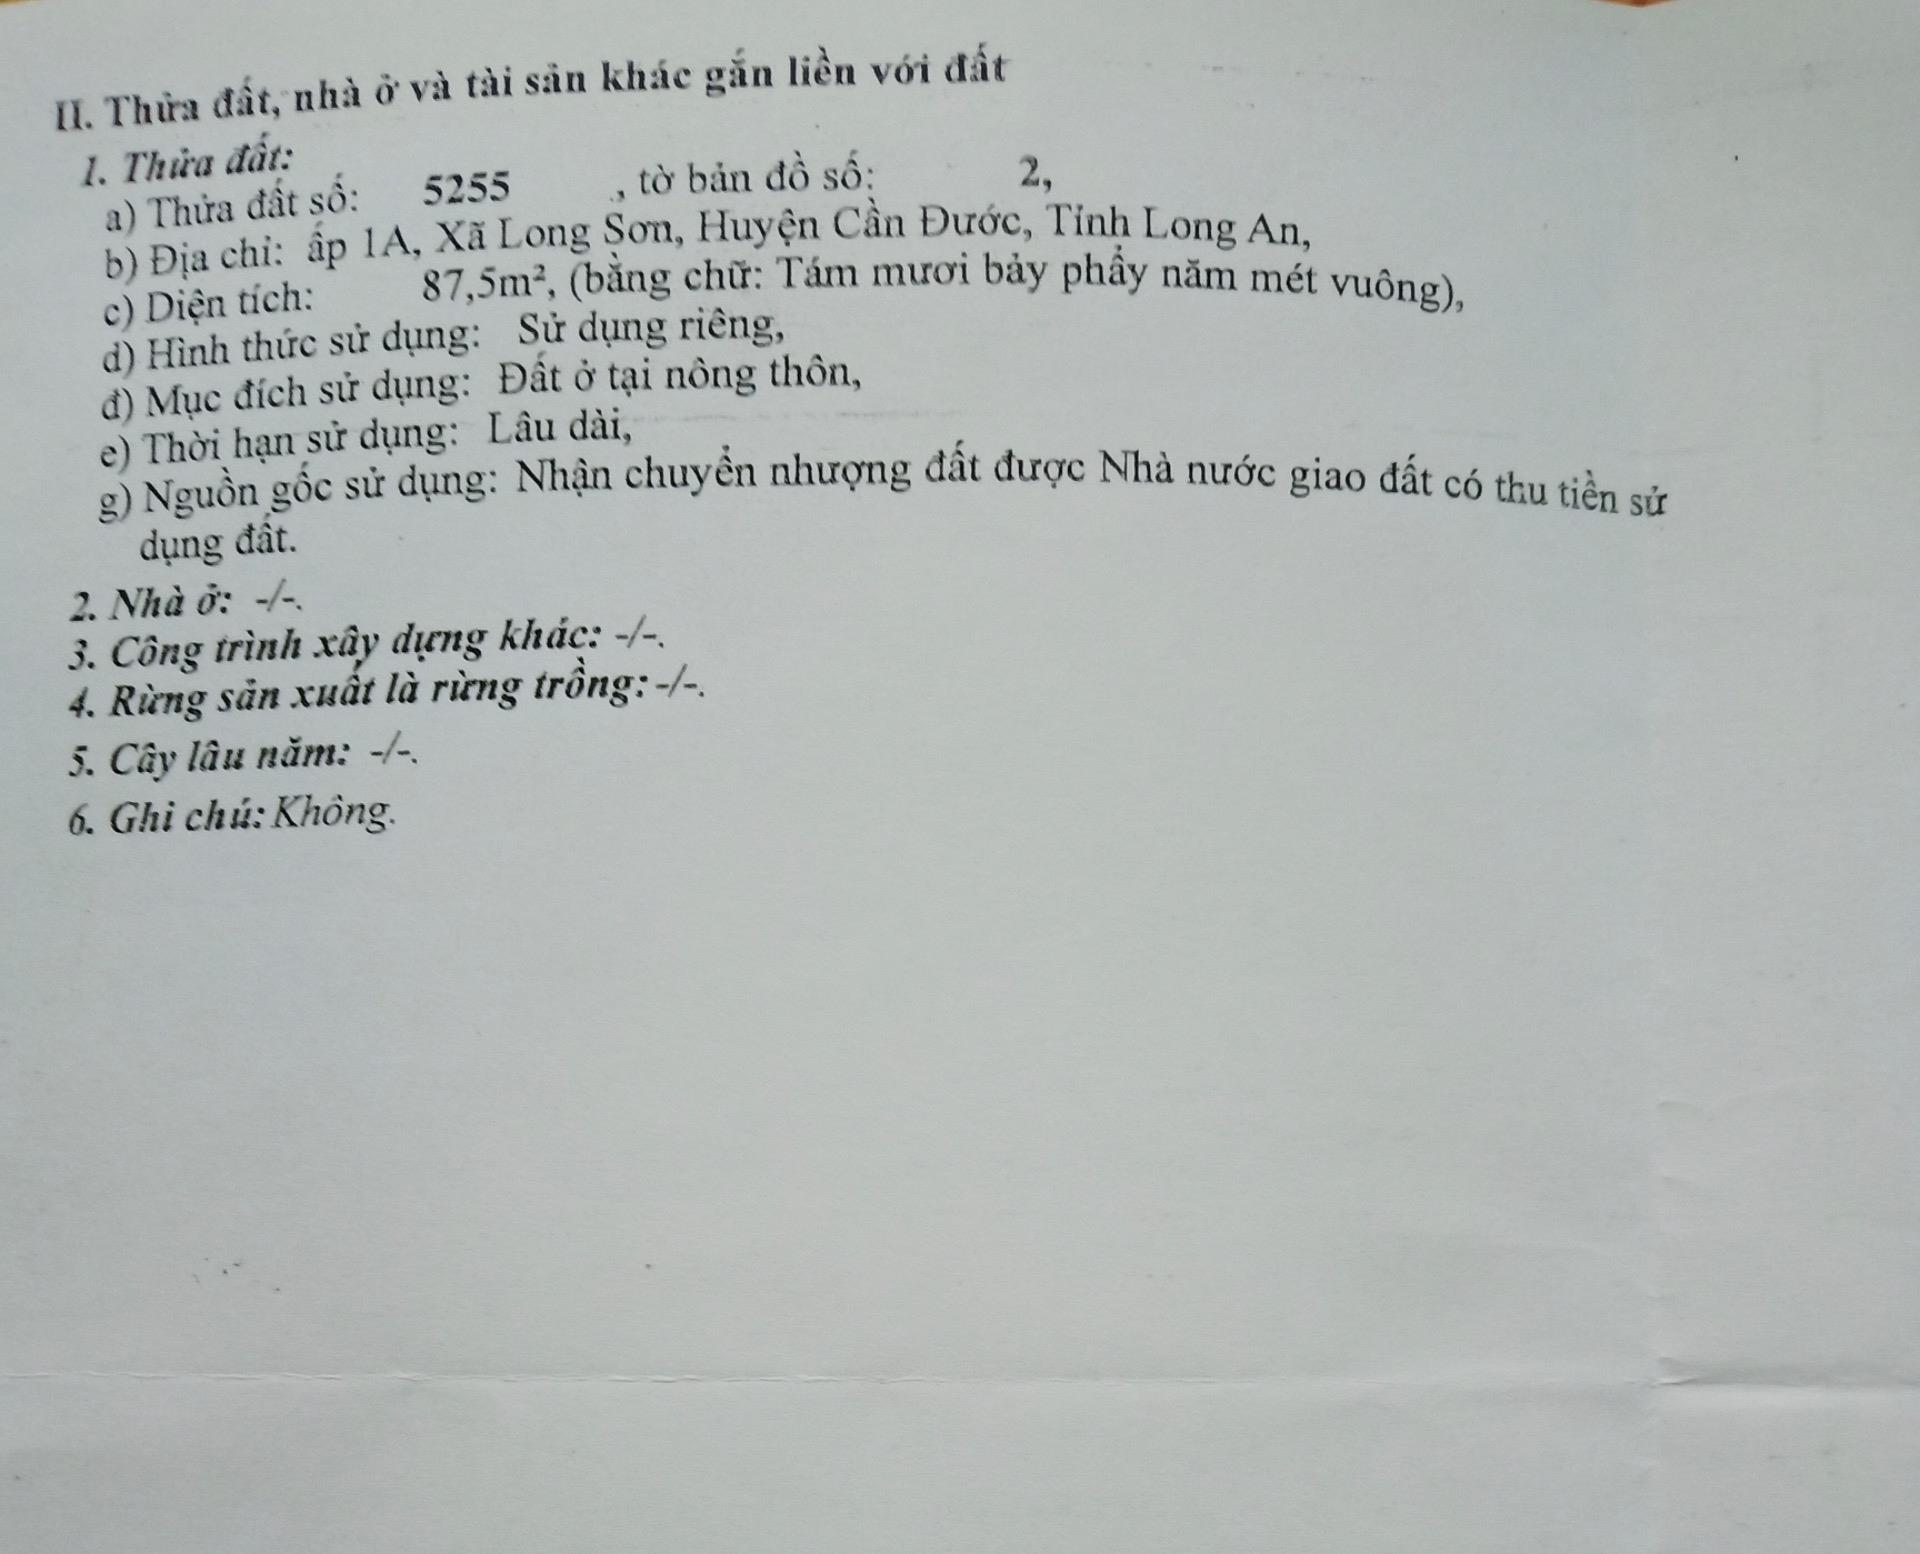 II. Thửa đất, nhà ở và tài sản khác gắn liền với đất
1. Thửa đất:
a) Thửa đất số: 5255 , tờ bản đồ số: 2,
b) Địa chỉ: ấp 1A, Xã Long Sơn, Huyện Cần Đước, Tỉnh Long An,
c) Diện tích: 87,5m², (bằng chữ: Tám mươi bảy phẩy năm mét vuông),
d) Hình thức sử dụng: Sử dụng riêng,
đ) Mục đích sử dụng: Đất ở tại nông thôn,
e) Thời hạn sử dụng: Lâu dài,
g) Nguồn gốc sử dụng: Nhận chuyển nhượng đất được Nhà nước giao đất có thu tiền sử
dụng đất.
2. Nhà ở: -/-.
3. Công trình xây dựng khác: -/-.
4. Rừng sản xuất là rừng trồng: -/-.
5. Cây lâu năm: -/-.
6. Ghi chú: Không.